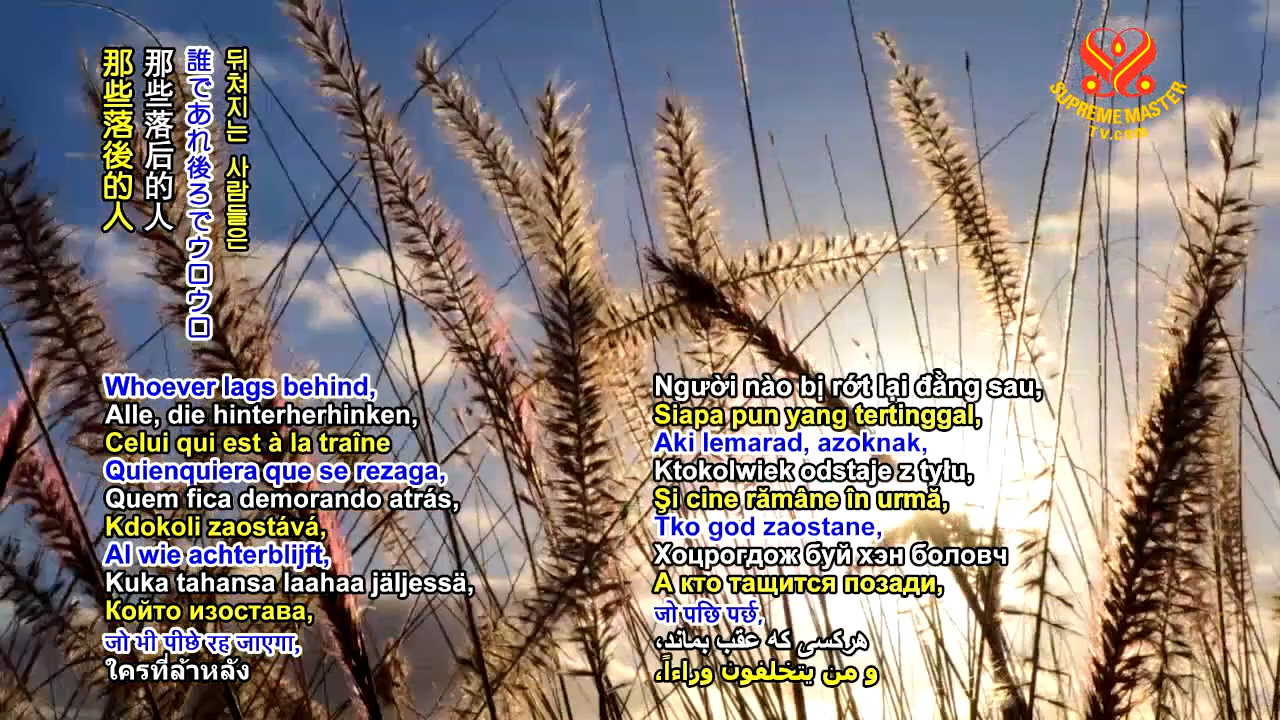 那些落後的人
那些落后的人
誰であれ後ろでウロウロ
뒤쳐지는 사람들은
SUPREME MASTER
TV.com
Whoever lags behind,
Alle, die hinterherhinken,
Celui qui est à la traîne
Quienquiera que se rezaga,
Quem fica demorando atrás,
Kdokoli zaostává,
Al wie achterblijft,
Kuka tahansa laahaa jäljessä,
Който изостава,
जो भी पीछे रह जाएगा,
ใครที่ล้าหลัง
Người nào bị rớt lại đằng sau,
Siapa pun yang tertinggal,
Aki lemarad, azoknak,
Ktokolwiek odstaje z tyłu,
Şi cine rămâne în urmă,
Tko god zaostane,
Хоцрогдож буй хэн боловч
А кто тащится позади,
जो पछि पर्छ,
هرکسی که عقب بماند،
و من يتخلفون وراءاً،